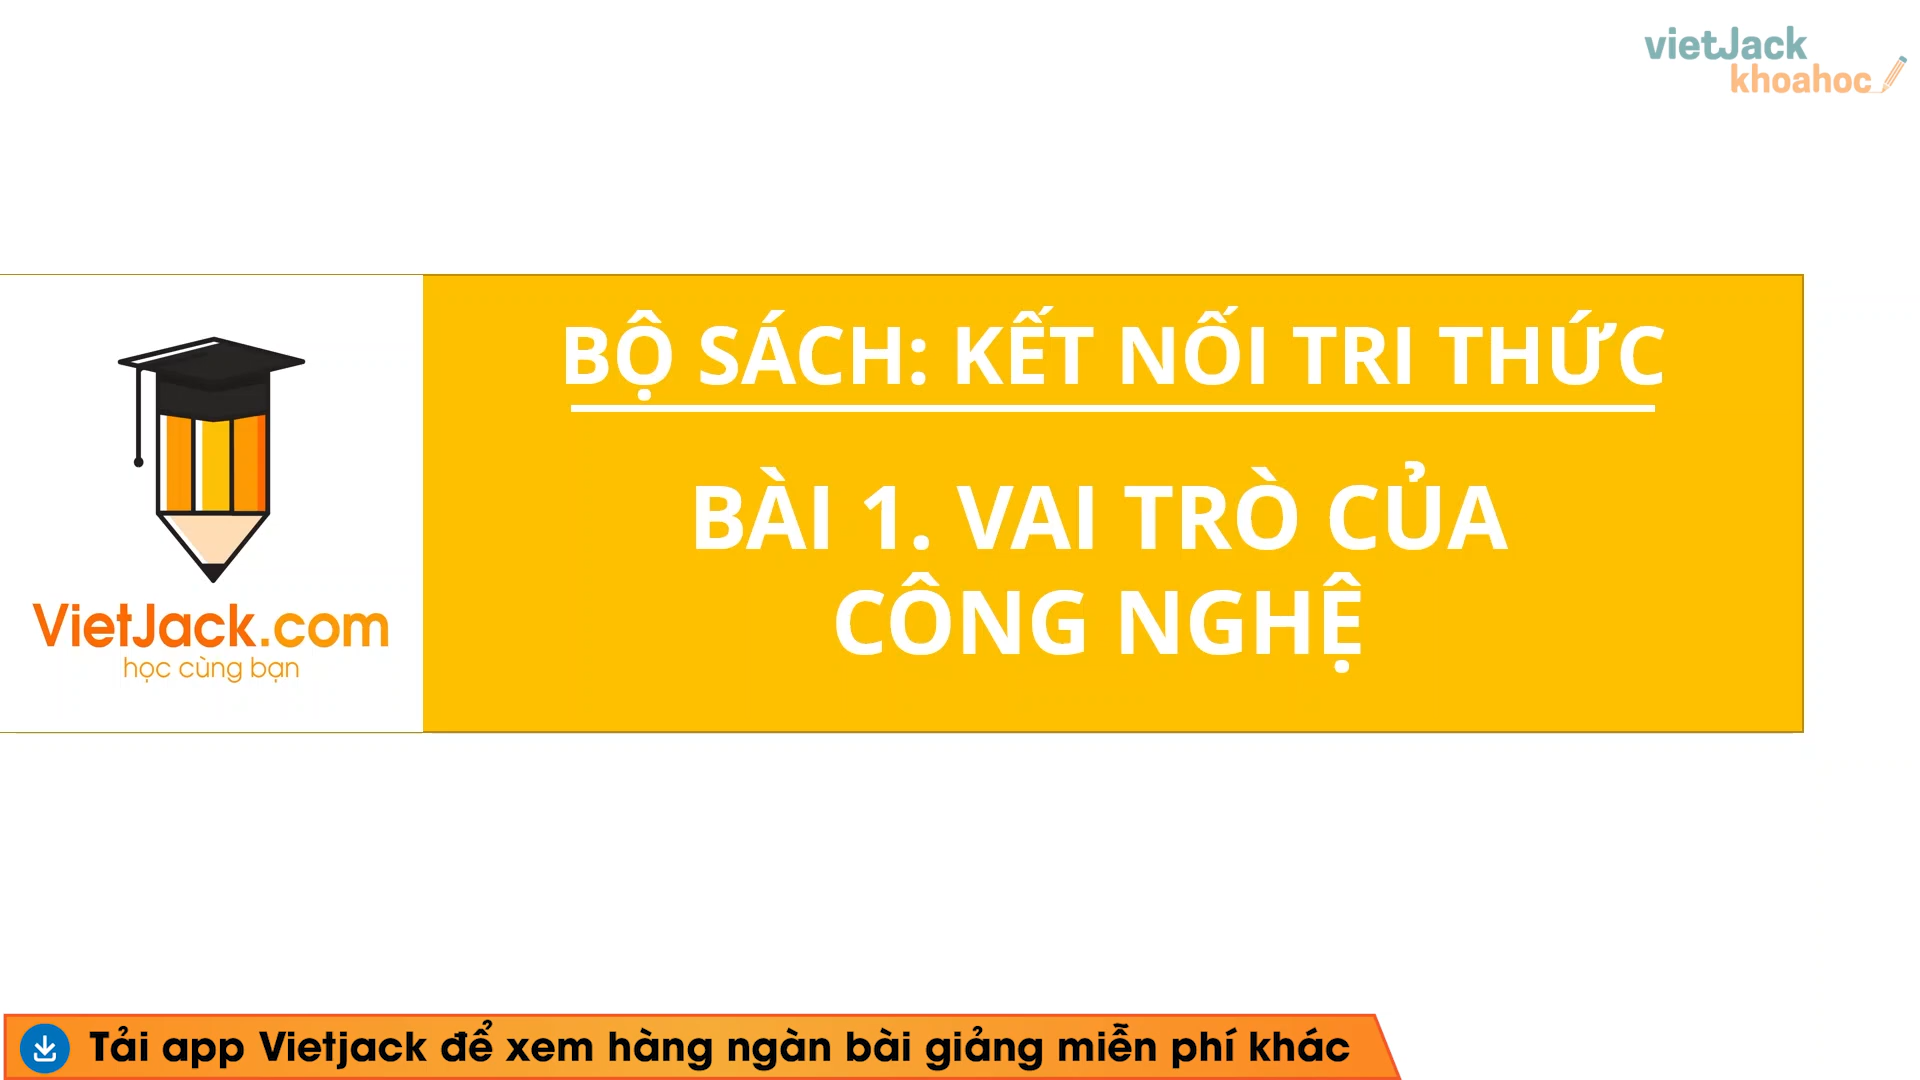 vietJack
khoahoc
BỘ SÁCH: KẾT NỐI TRI THỨC
BÀI 1. VAI TRÒ CỦA
CÔNG NGHỆ
VietJack.com
học cùng bạn
Tải app Vietjack để xem hàng ngàn bài giảng miễn phí khác